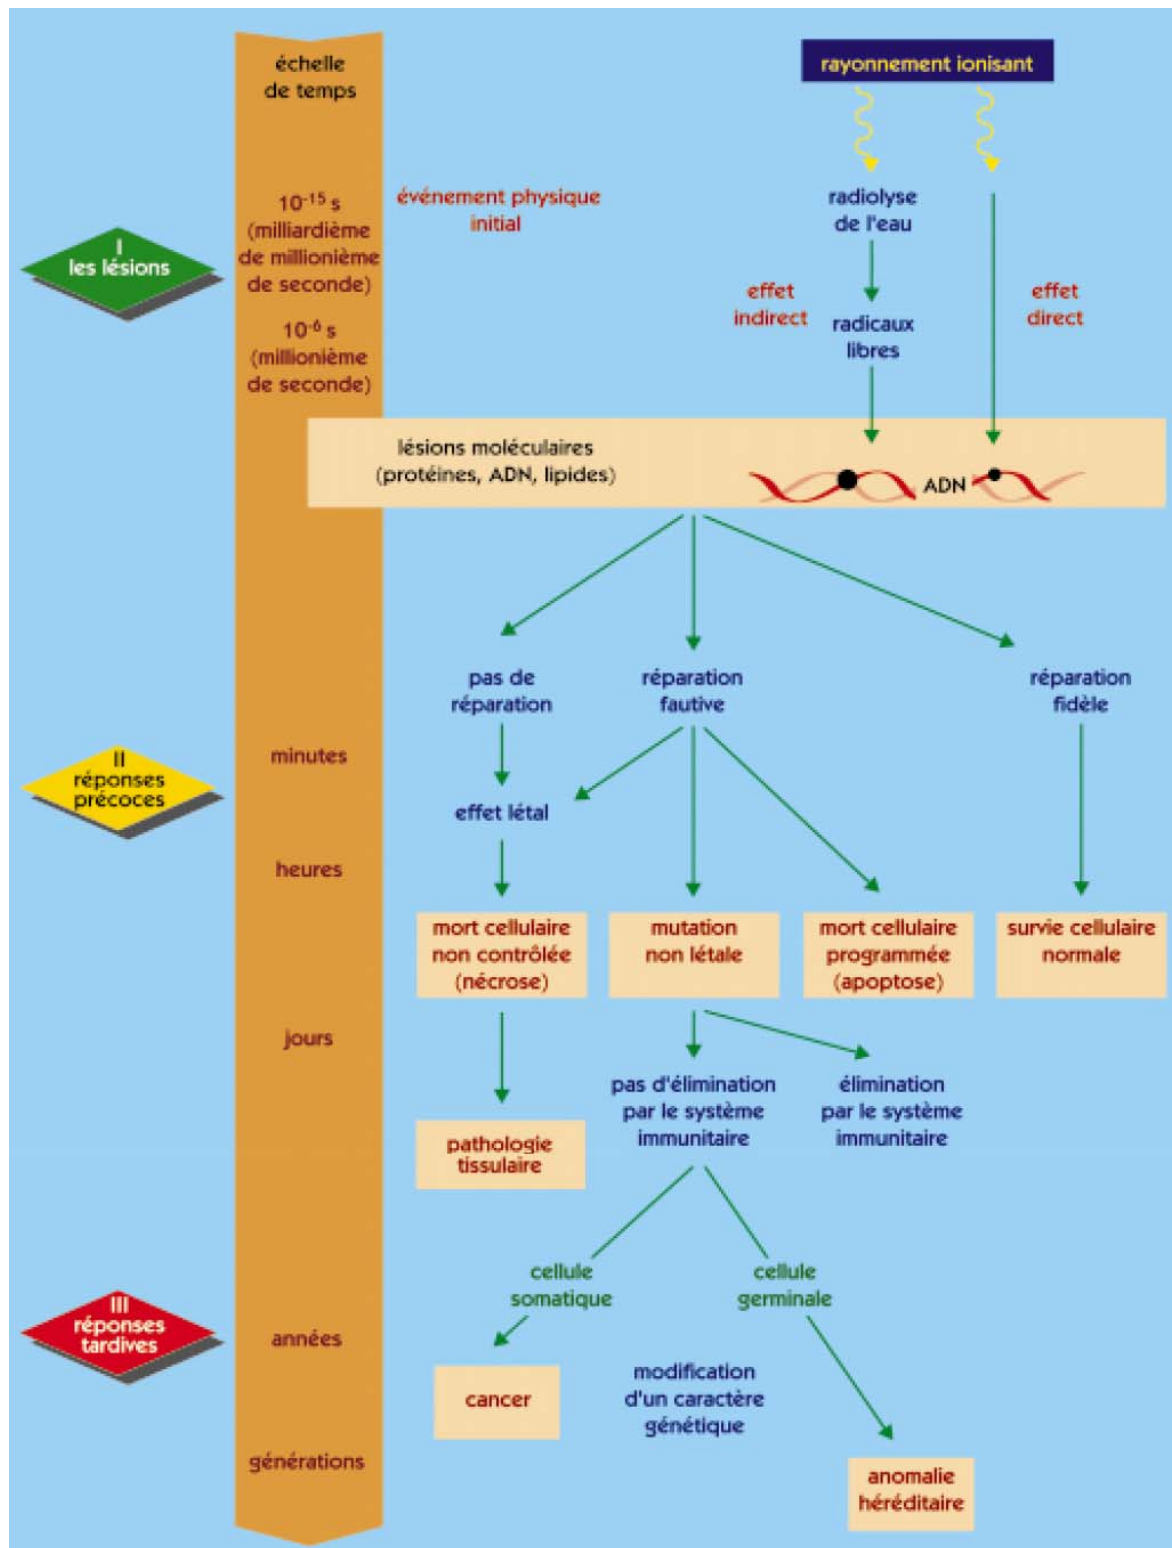 échelle
de temps
rayonnement ionisant
10-15 s
(milliardième
de millionième
de seconde)
événement physique
initial
radiolyse
de l'eau
I
les lésions
effet
indirect
effet
direct
10-6 s
(millionième
de seconde)
radicaux
libres
lésions moléculaires
(protéines, ADN, lipides)
ADN
pas de
réparation
réparation
fautive
réparation
fidèle
II
réponses
précoces
minutes
effet létal
heures
mort cellulaire
non contrôlée
(nécrose)
mutation
non létale
mort cellulaire
programmée
(apoptose)
survie cellulaire
normale
jours
pas d'élimination
par le système
immunitaire
élimination
par le système
immunitaire
pathologie
tissulaire
cellule
somatique
cellule
germinale
III
réponses
tardives
années
cancer
modification
d'un caractère
génétique
générations
anomalie
héréditaire